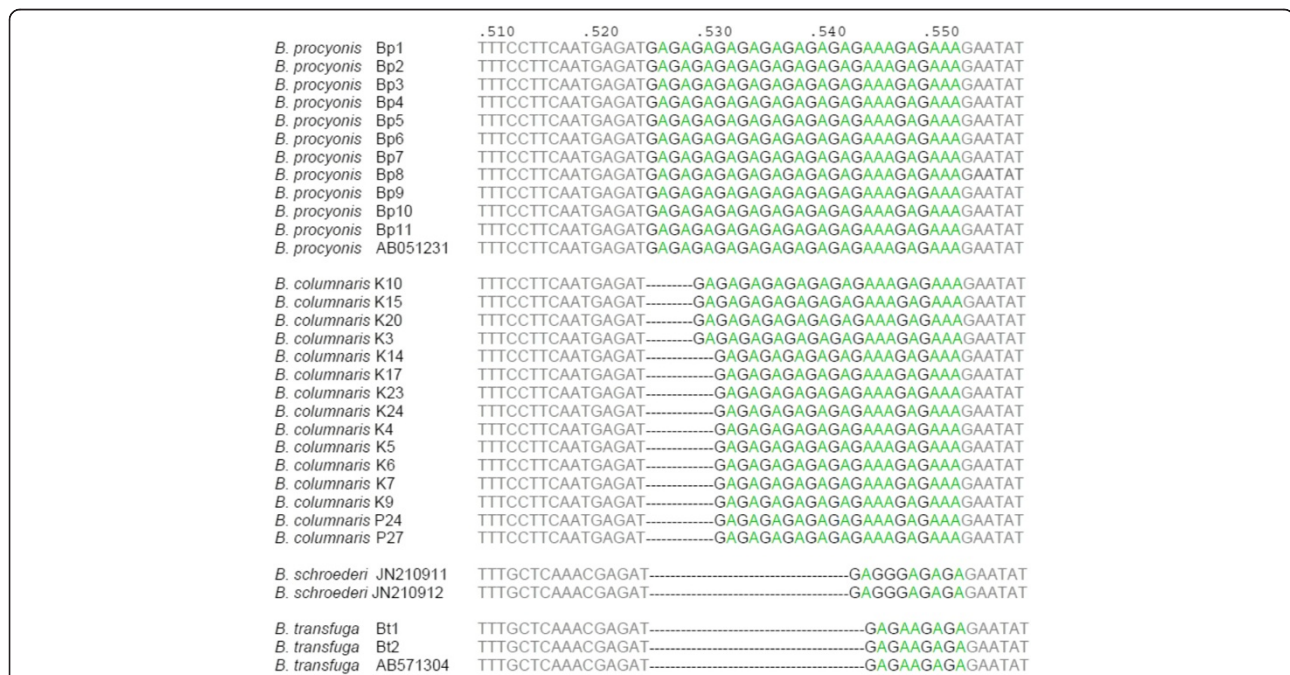 .510 .520 .530 .540 .550
B. procyonis Bp1 TTTCCTTCAATGAGATGAGAGAGAGAGAGAGAGAGAAAGAGAAAGAATAT
B. procyonis Bp2 TTTCCTTCAATGAGATGAGAGAGAGAGAGAGAGAGAAAGAGAAAGAATAT
B. procyonis Bp3 TTTCCTTCAATGAGATGAGAGAGAGAGAGAGAGAGAAAGAGAAAGAATAT
B. procyonis Bp4 TTTCCTTCAATGAGATGAGAGAGAGAGAGAGAGAGAAAGAGAAAGAATAT
B. procyonis Bp5 TTTCCTTCAATGAGATGAGAGAGAGAGAGAGAGAGAAAGAGAAAGAATAT
B. procyonis Bp6 TTTCCTTCAATGAGATGAGAGAGAGAGAGAGAGAGAAAGAGAAAGAATAT
B. procyonis Bp7 TTTCCTTCAATGAGATGAGAGAGAGAGAGAGAGAGAAAGAGAAAGAATAT
B. procyonis Bp8 TTTCCTTCAATGAGATGAGAGAGAGAGAGAGAGAGAAAGAGAAAGAATAT
B. procyonis Bp9 TTTCCTTCAATGAGATGAGAGAGAGAGAGAGAGAGAAAGAGAAAGAATAT
B. procyonis Bp10 TTTCCTTCAATGAGATGAGAGAGAGAGAGAGAGAGAAAGAGAAAGAATAT
B. procyonis Bp11 TTTCCTTCAATGAGATGAGAGAGAGAGAGAGAGAGAAAGAGAAAGAATAT
B. procyonis AB051231 TTTCCTTCAATGAGATGAGAGAGAGAGAGAGAGAGAAAGAGAAAGAATAT
B. columnaris K10 TTTCCTTCAATGAGAT---------GAGAGAGAGAGAGAGAAAGAGAAAGAATAT
B. columnaris K15 TTTCCTTCAATGAGAT---------GAGAGAGAGAGAGAGAAAGAGAAAGAATAT
B. columnaris K20 TTTCCTTCAATGAGAT---------GAGAGAGAGAGAGAGAAAGAGAAAGAATAT
B. columnaris K3 TTTCCTTCAATGAGAT---------GAGAGAGAGAGAGAGAAAGAGAAAGAATAT
B. columnaris K14 TTTCCTTCAATGAGAT-------------GAGAGAGAGAGAGAAAGAGAAAGAATAT
B. columnaris K17 TTTCCTTCAATGAGAT-------------GAGAGAGAGAGAGAAAGAGAAAGAATAT
B. columnaris K23 TTTCCTTCAATGAGAT-------------GAGAGAGAGAGAGAAAGAGAAAGAATAT
B. columnaris K24 TTTCCTTCAATGAGAT-------------GAGAGAGAGAGAGAAAGAGAAAGAATAT
B. columnaris K4 TTTCCTTCAATGAGAT-------------GAGAGAGAGAGAGAAAGAGAAAGAATAT
B. columnaris K5 TTTCCTTCAATGAGAT-------------GAGAGAGAGAGAGAAAGAGAAAGAATAT
B. columnaris K6 TTTCCTTCAATGAGAT-------------GAGAGAGAGAGAGAAAGAGAAAGAATAT
B. columnaris K7 TTTCCTTCAATGAGAT-------------GAGAGAGAGAGAGAAAGAGAAAGAATAT
B. columnaris K9 TTTCCTTCAATGAGAT-------------GAGAGAGAGAGAGAAAGAGAAAGAATAT
B. columnaris P24 TTTCCTTCAATGAGAT-------------GAGAGAGAGAGAGAAAGAGAAAGAATAT
B. columnaris P27 TTTCCTTCAATGAGAT-------------GAGAGAGAGAGAGAAAGAGAAAGAATAT
B. schroederi JN210911 TTTGCTCAAACGAGAT-------------------------------------GAGGGAGAGAGAATAT
B. schroederi JN210912 TTTGCTCAAACGAGAT-------------------------------------GAGGGAGAGAGAATAT
B. transfuga Bt1 TTTGCTCAAACGAGAT----------------------------------------GAGAAGAGAGAATAT
B. transfuga Bt2 TTTGCTCAAACGAGAT----------------------------------------GAGAAGAGAGAATAT
B. transfuga AB571304 TTTGCTCAAACGAGAT----------------------------------------GAGAAGAGAGAATAT